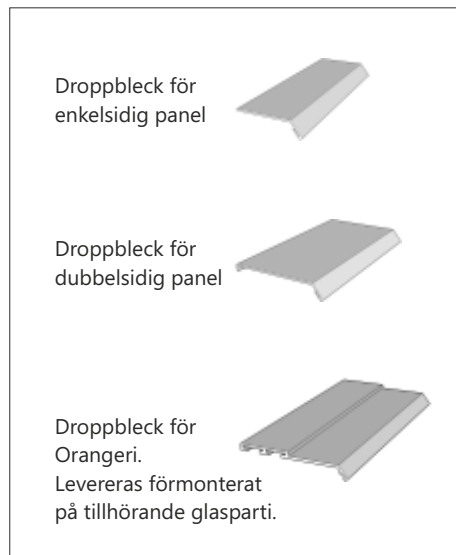 Droppbleck för
enkelsidig panel
Droppbleck för
dubbelsidig panel
Droppbleck för
Orangeri.
Levereras förmonterat
på tillhörande glasparti.